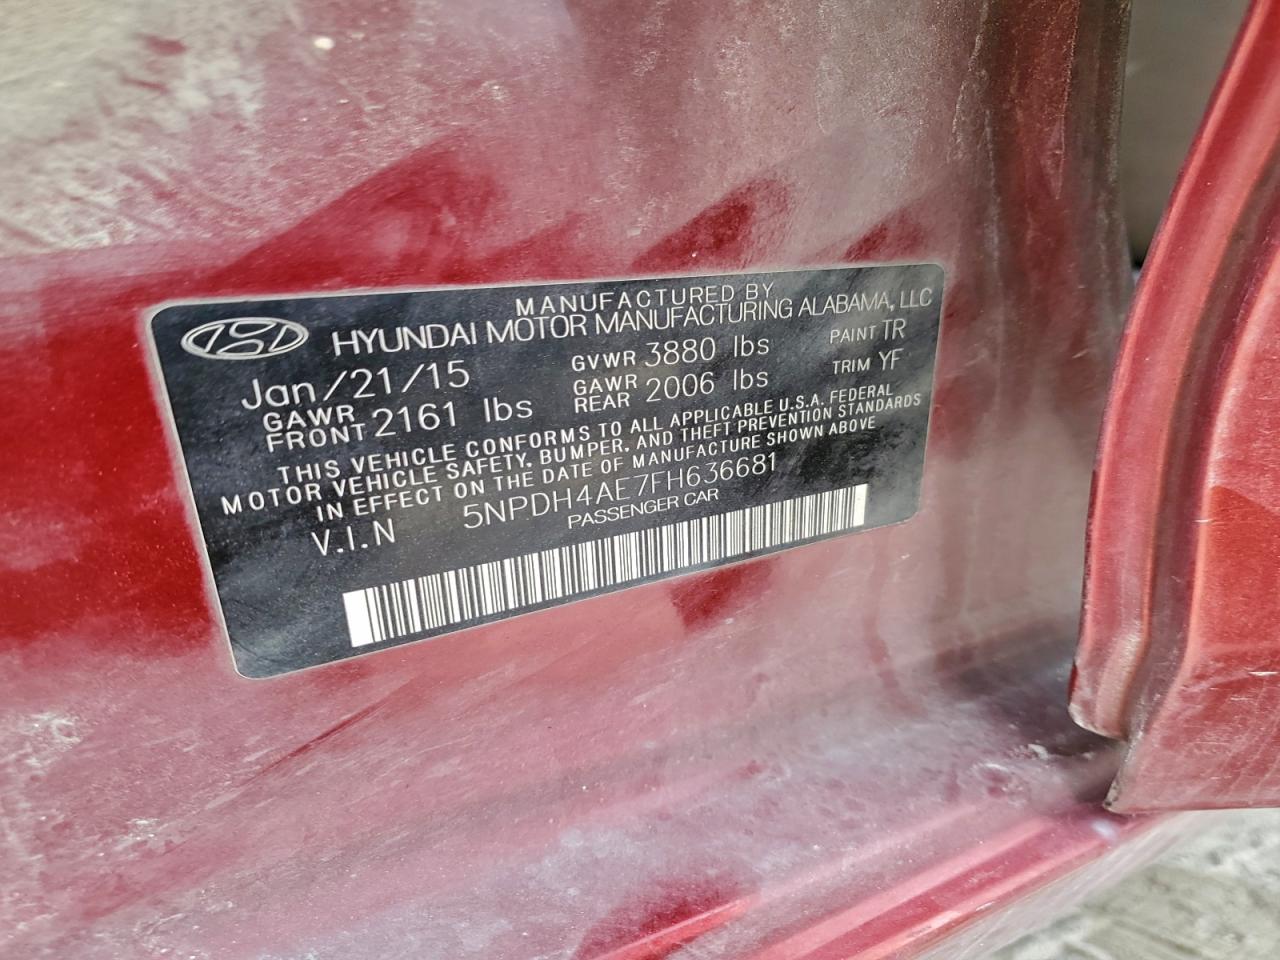 MANUFACTURED BY
HYUNDAI MOTOR MANUFACTURING ALABAMA, LLC
Jan/21/15 GVWR 3880 lbs PAINT TR
GAWR FRONT 2161 lbs GAWR REAR 2006 lbs TRIM YF
THIS VEHICLE CONFORMS TO ALL APPLICABLE U.S.A. FEDERAL
MOTOR VEHICLE SAFETY, BUMPER, AND THEFT PREVENTION STANDARDS
IN EFFECT ON THE DATE OF MANUFACTURE SHOWN ABOVE
V.I.N 5NPDH4AE7FH636681
PASSENGER CAR